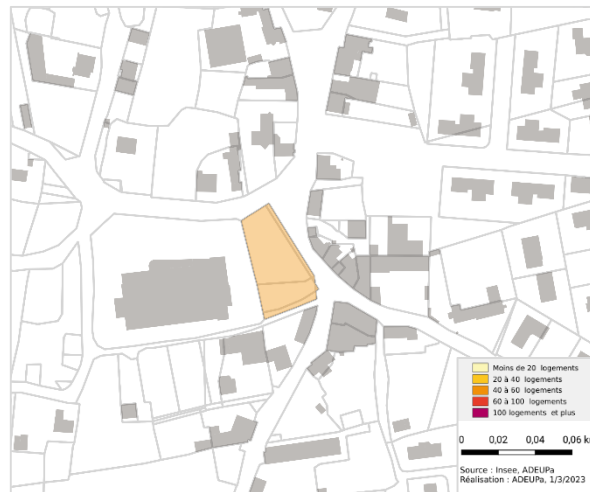 Moins de 20 logements
20 à 40 logements
40 à 60 logements
60 à 100 logements
100 logements et plus
0 0,02 0,04 0,06 k
Source : Insee, ADEUPa
Réalisation : ADEUPa, 1/3/2023